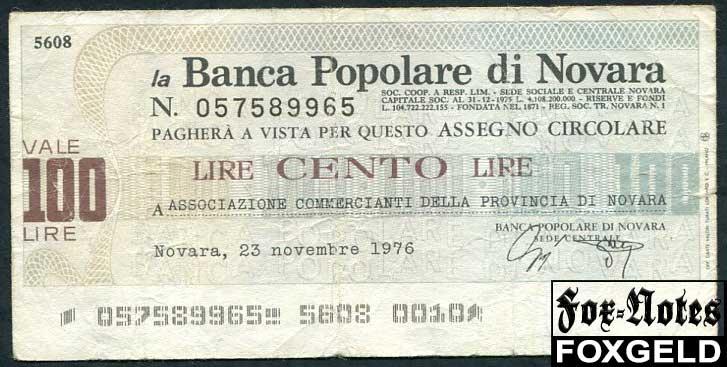 5608
la Banca Popolare di Novara
SOC. COOP. A RESP. LIM. - SEDE SOCIALE E CENTRALE NOVARA
CAPITALE SOC. AL 31-12-1975 L. 4.108.200.000 - RISERVE E FONDI
L. 104.722.222.155 - FONDATA NEL 1871 - REG. SOC. TR. NOVARA N. 1
N. 057589965
PAGHERÀ A VISTA PER QUESTO ASSEGNO CIRCOLARE
VALE
100
LIRE
LIRE CENTO LIRE
100
A ASSOCIAZIONE COMMERCIANTI DELLA PROVINCIA DI NOVARA
BANCA POPOLARE DI NOVARA
SEDE CENTRALE
Novara, 23 novembre 1976
057589965 5608 0010
Fox-Notes
FOXGELD